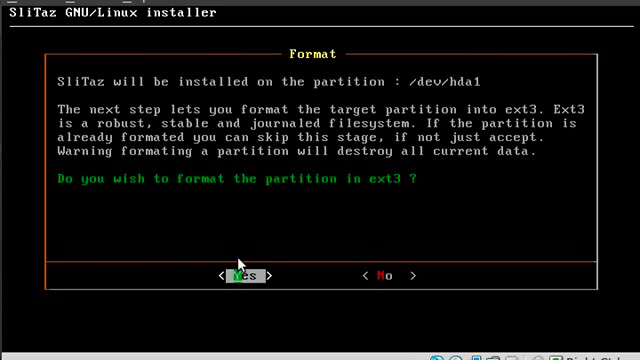 SliTaz GNU/Linux installer
Format
SliTaz will be installed on the partition : /dev/hda1
The next step lets you format the target partition into ext3. Ext3
is a robust, stable and journaled filesystem. If the partition is
already formated you can skip this stage, if not just accept.
Warning formating a partition will destroy all current data.
Do you wish to format the partition in ext3 ?
< Yes > < No >